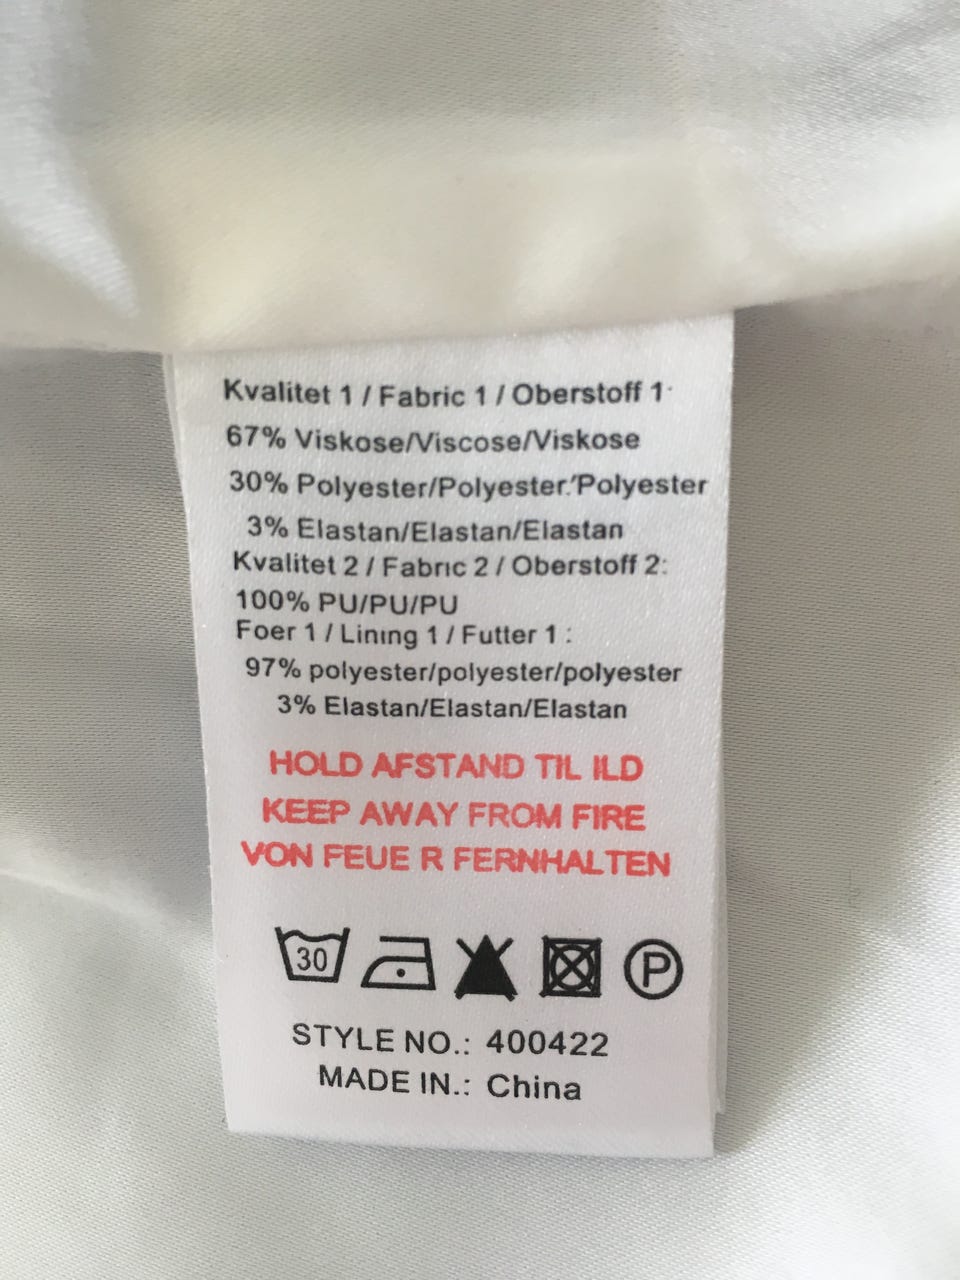 Kvalitet 1 / Fabric 1 / Oberstoff 1:
67% Viskose/Viscose/Viskose
30% Polyester/Polyester/Polyester
3% Elastan/Elastan/Elastan
Kvalitet 2 / Fabric 2 / Oberstoff 2:
100% PU/PU/PU
Foer 1 / Lining 1 / Futter 1 :
97% polyester/polyester/polyester
3% Elastan/Elastan/Elastan
HOLD AFSTAND TIL ILD
KEEP AWAY FROM FIRE
VON FEUE R FERNHALTEN
30 P
STYLE NO.: 400422
MADE IN.: China